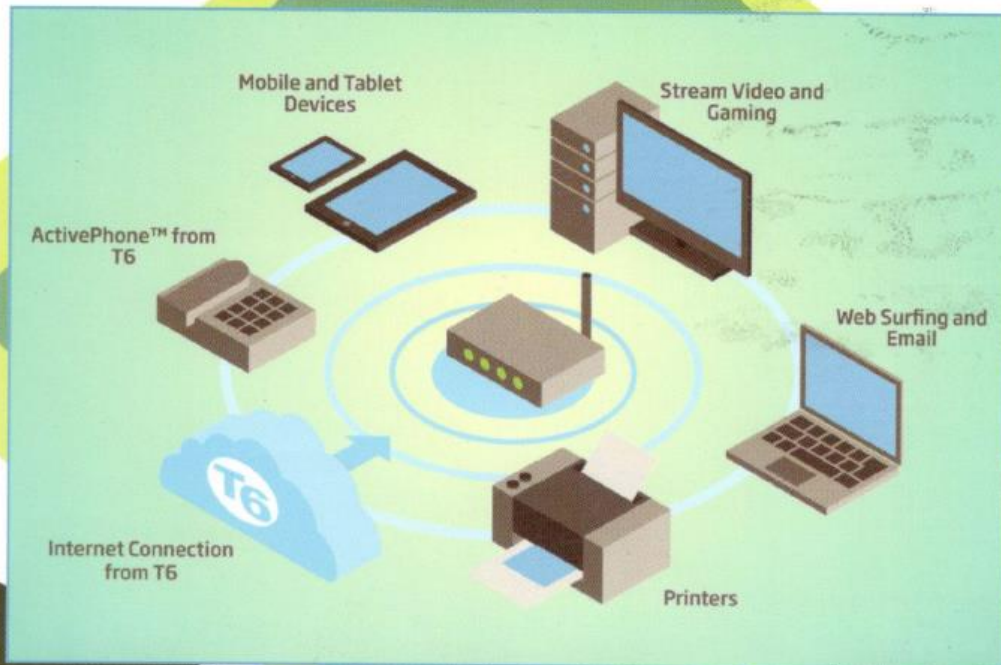 Mobile and Tablet
Devices
Stream Video and
Gaming
ActivePhone™ from
T6
Web Surfing and
Email
T6
Internet Connection
from T6
Printers